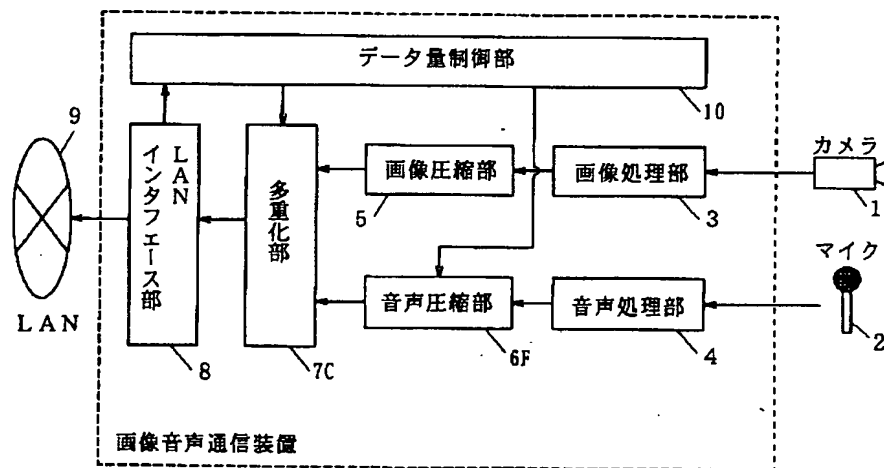 データ量制御部
10
9
LAN
インタフェース部
多重化部
画像圧縮部
画像処理部
カメラ
5
3
1
マイク
音声圧縮部
音声処理部
LAN
8
7C
6F
4
2
画像音声通信装置